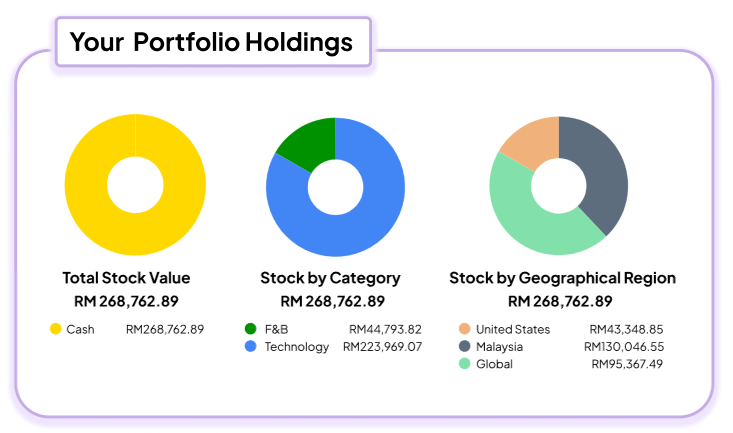 Your Portfolio Holdings
Total Stock Value
RM 268,762.89
Cash RM268,762.89
Stock by Category
RM 268,762.89
F&B RM44,793.82
Technology RM223,969.07
Stock by Geographical Region
RM 268,762.89
United States RM43,348.85
Malaysia RM130,046.55
Global RM95,367.49